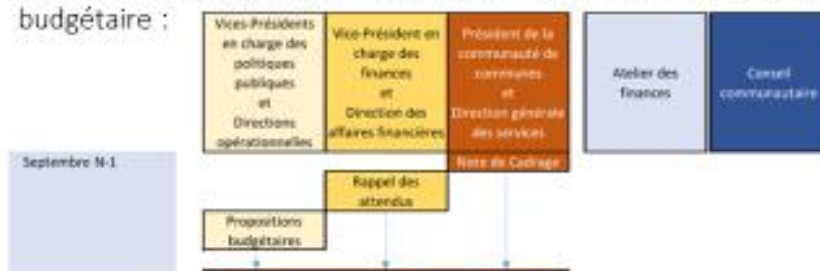 budgétaire :
Vices-Présidents
en charge des
politiques
publiques
et
Directions
opérationnelles
Vice-Président en
charge des
finances
et
Direction des
affaires financières
Président de la
communauté de
communes
et
Direction générale
des services
Atelier des
finances
Conseil
communautaire
Septembre N-1
Note de Cadrage
Rappel des
attendus
Propositions
budgétaires